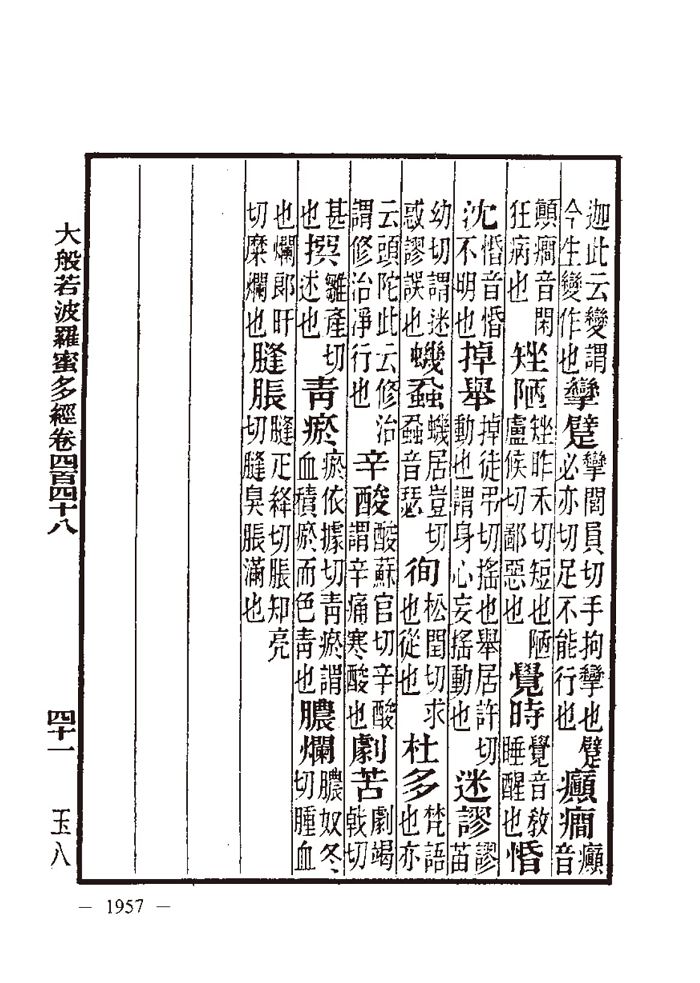 迦此云變謂今生變作也攣躄攣閭員切手拘攣也躄必亦切足不能行也癲癎癲音
顛癎音閑狂病也矬陋矬昨禾切短也陋盧候切鄙惡也覺時覺音教睡醒也惛
沈惛音惛不明也掉舉掉徒弔切搖也舉居許切動也謂身心妄搖動也迷謬謬苗
幼切謂迷惑謬誤也蟣蝨蟣居豈切蝨音瑟徇松閏切求也從也杜多梵語也亦
云頭陀此云修治謂修治淨行也辛酸酸蘇官切辛酸謂辛痛寒酸也劇苦劇竭戟切
甚也撰雛產切述也青瘀瘀依據切青瘀謂血積瘀而色青也膿爛膿奴冬切腫血
也爛郎旰切糜爛也膖脹膖疋絳切脹知亮切膖臭脹滿也
大般若波羅蜜多經卷四百四十八 四十一 玉八
— 1957 —